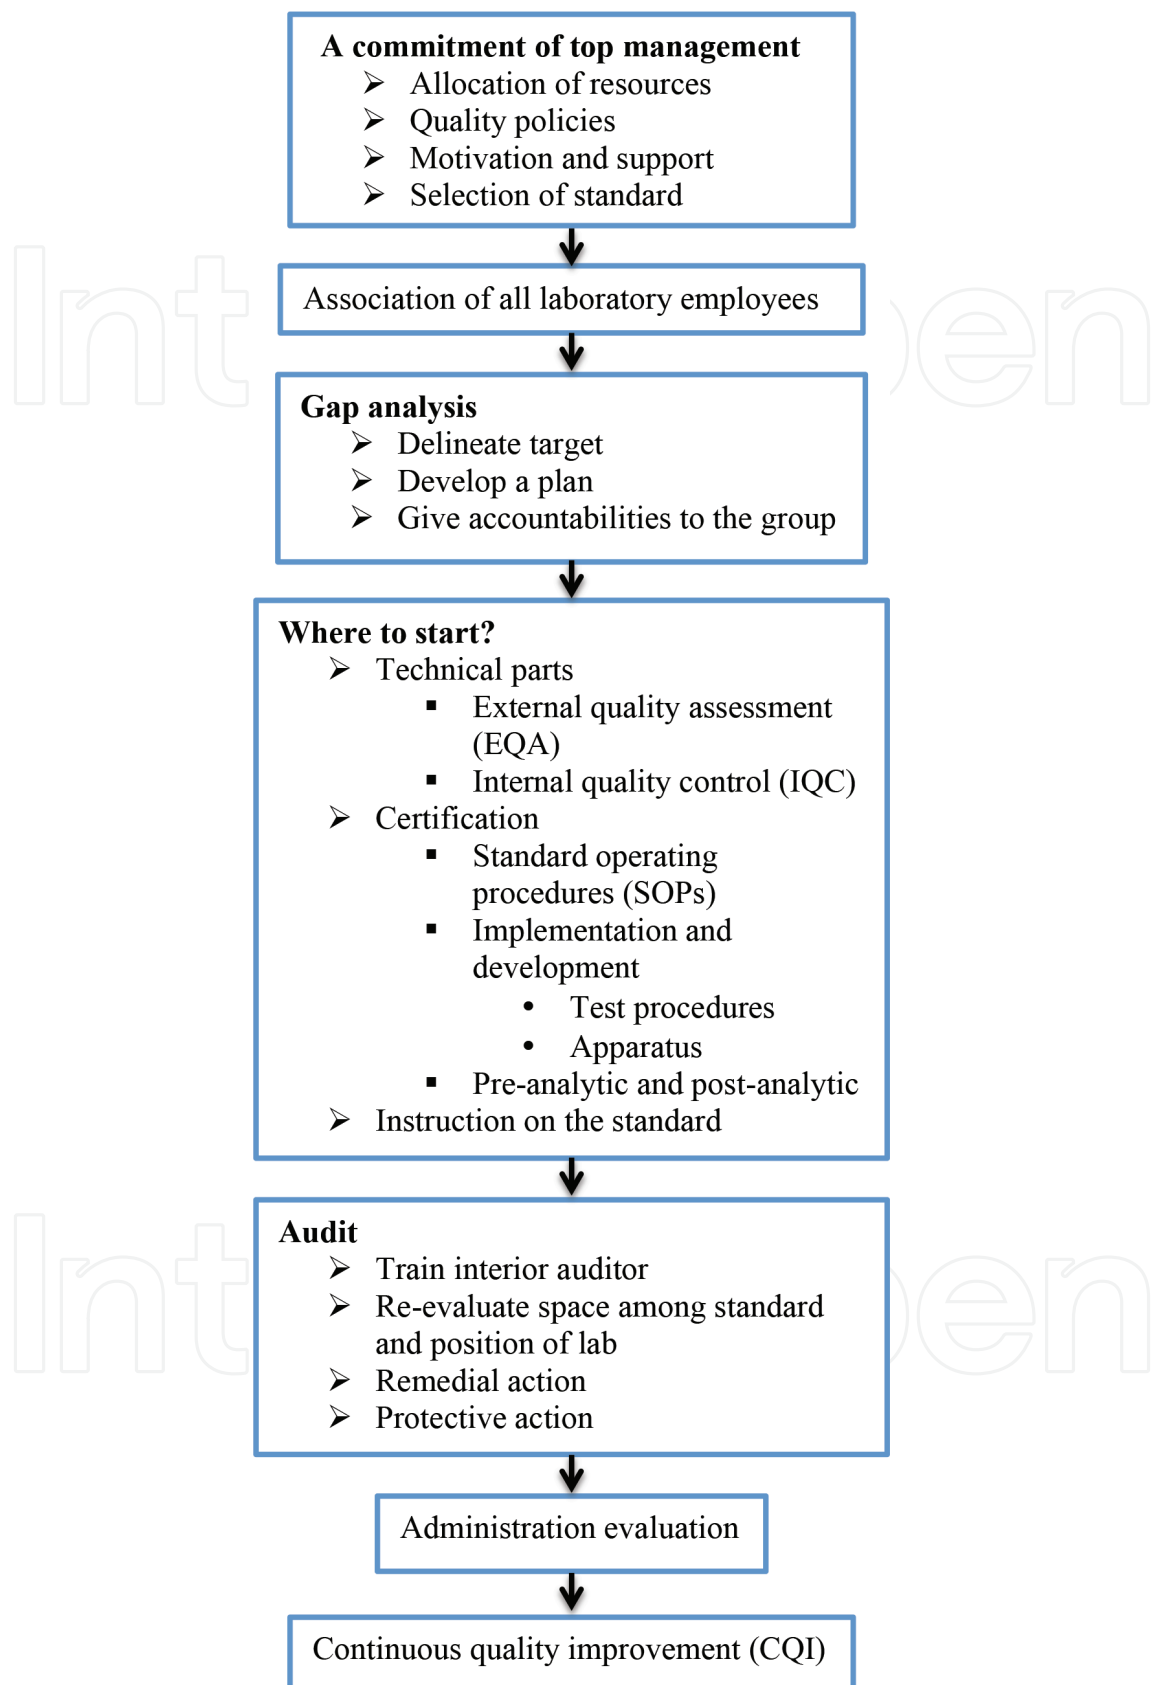 A commitment of top management
➢ Allocation of resources
➢ Quality policies
➢ Motivation and support
➢ Selection of standard
Association of all laboratory employees
Gap analysis
➢ Delineate target
➢ Develop a plan
➢ Give accountabilities to the group
Where to start?
➢ Technical parts
▪ External quality assessment
(EQA)
▪ Internal quality control (IQC)
➢ Certification
▪ Standard operating
procedures (SOPs)
▪ Implementation and
development
• Test procedures
• Apparatus
▪ Pre-analytic and post-analytic
➢ Instruction on the standard
Audit
➢ Train interior auditor
➢ Re-evaluate space among standard
and position of lab
➢ Remedial action
➢ Protective action
Administration evaluation
Continuous quality improvement (CQI)